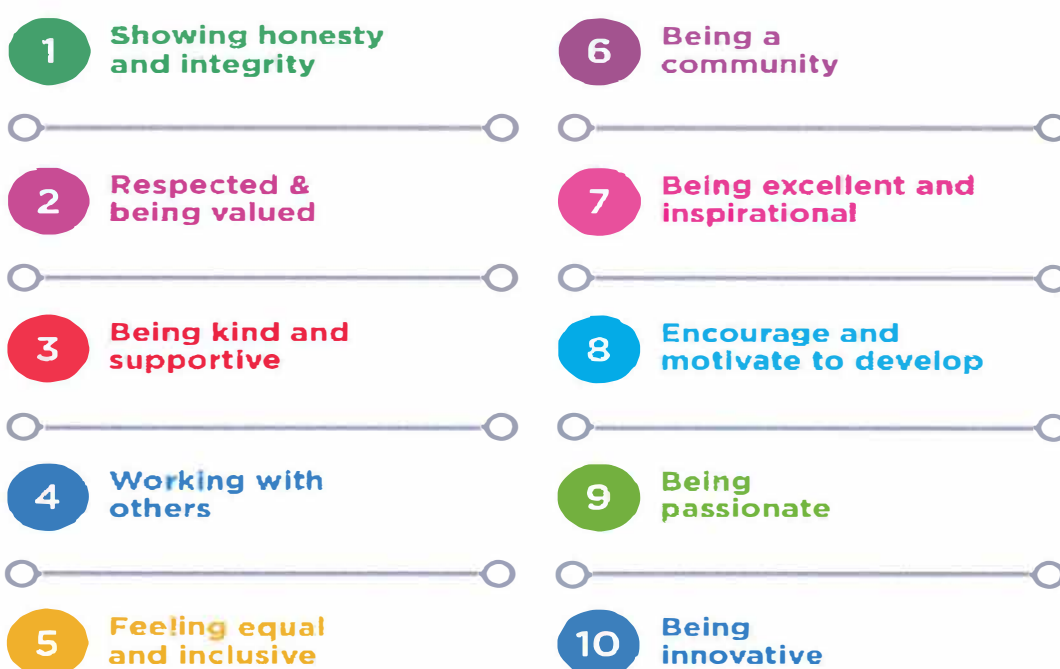 1
Showing honesty
and integrity
2
Respected &
being valued
3
Being kind and
supportive
4
Working with
others
5
Feeling equal
and inclusive
6
Being a
community
7
Being excellent and
inspirational
8
Encourage and
motivate to develop
9
Being
passionate
10
Being
innovative